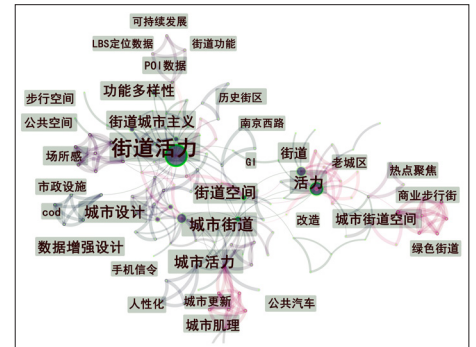 可持续发展
LBS定位数据
街道功能
POI数据
功能多样性
步行空间
历史街区
公共空间
街道城市主义
南京西路
街道活力
场所感
GI
街道
老城区
热点聚焦
市政设施
街道空间
活力
商业步行街
cod
城市设计
城市街道
改造
城市街道空间
数据增强设计
绿色街道
手机信令
城市活力
人性化
城市更新
公共汽车
城市肌理